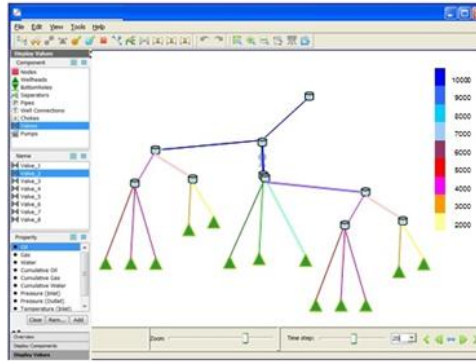 File Edit View Tools Help
Display Values
Component
Nodes
Wellheads
BottomHoles
Separators
Pipes
Well Connections
Chokes
Valves
Pumps
Name
Valve_1
Valve_2
Valve_3
Valve_4
Valve_5
Valve_6
Valve_7
Valve_8
Property
Oil
Gas
Water
Cumulative Oil
Cumulative Gas
Cumulative Water
Pressure (Inlet)
Pressure (Outlet)
Temperature (Inlet)
Clear Rem... Add
Overview
Display Components
Display Values
10000
9000
8000
7000
6000
5000
4000
3000
2000
Zoom:
Time step:
20